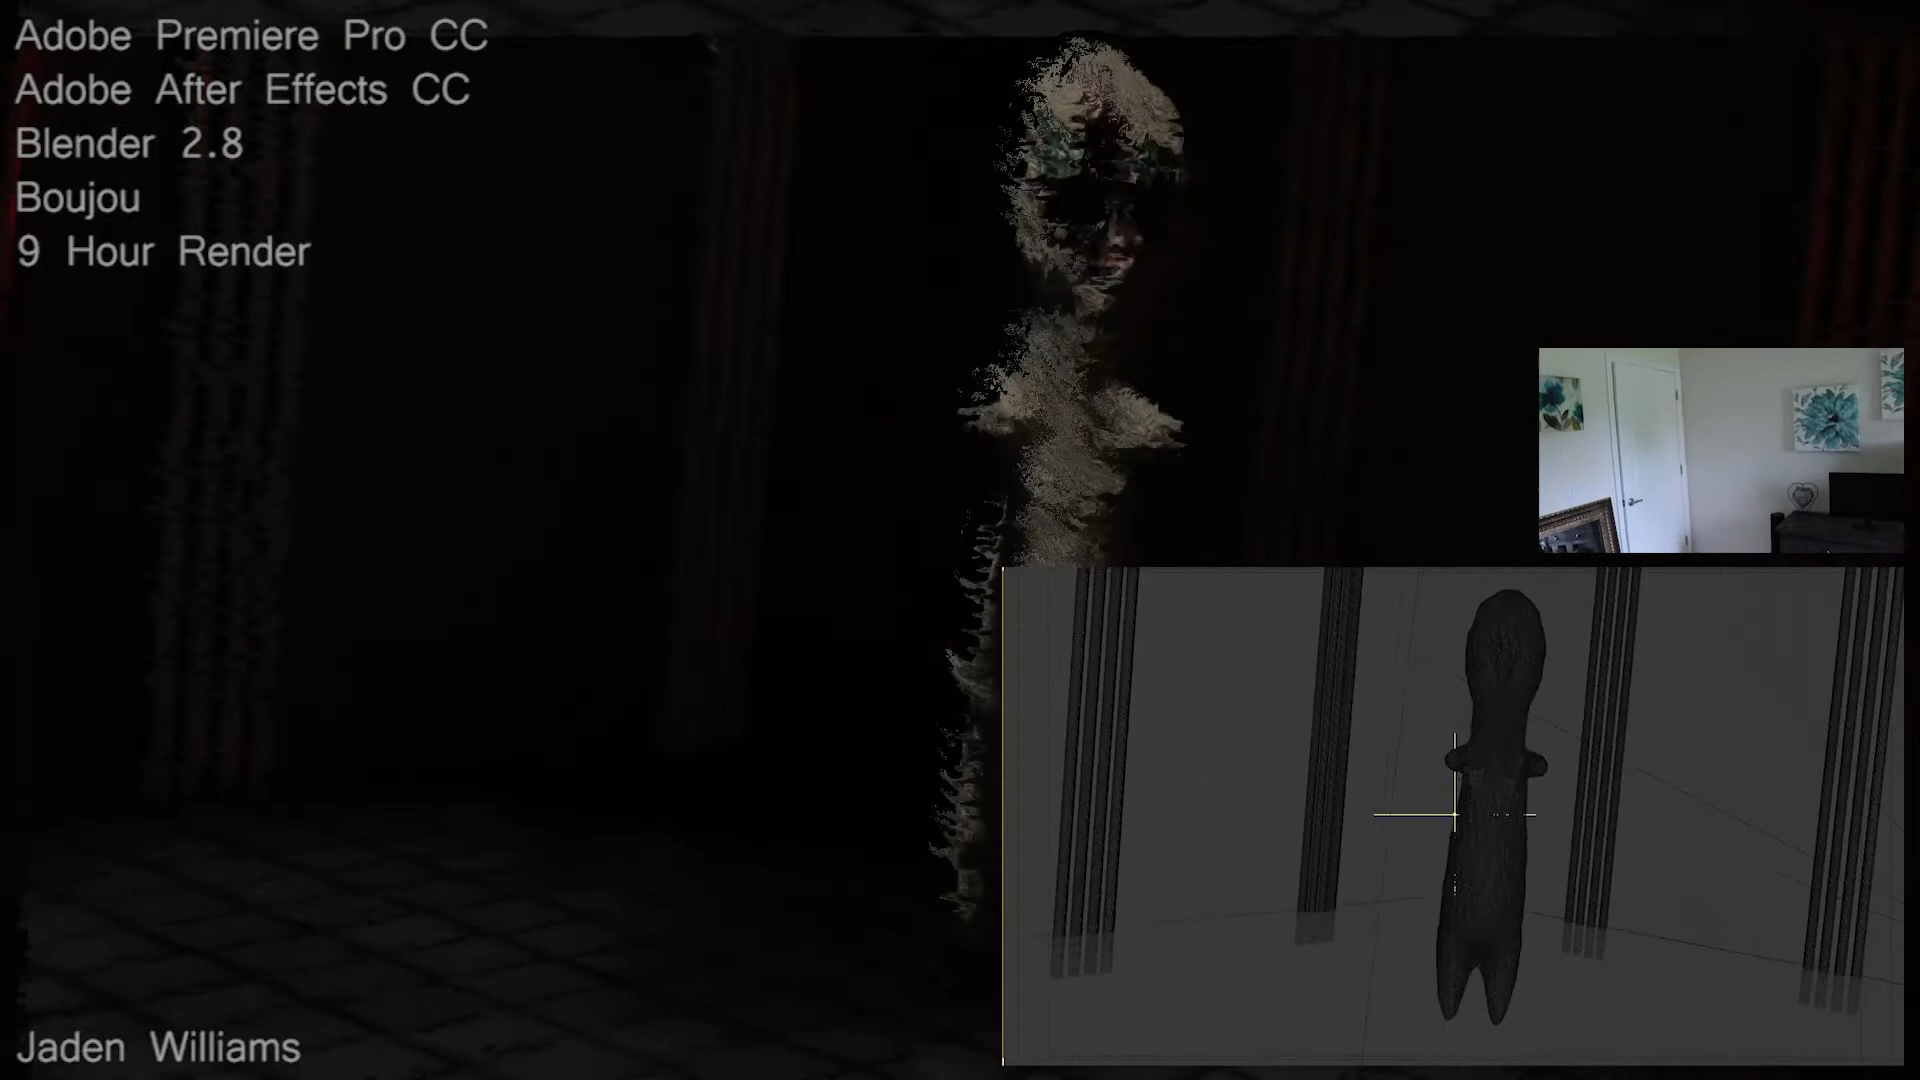 Adobe Premiere Pro CC
Adobe After Effects CC
Blender 2.8
Boujou
9 Hour Render
Jaden Williams